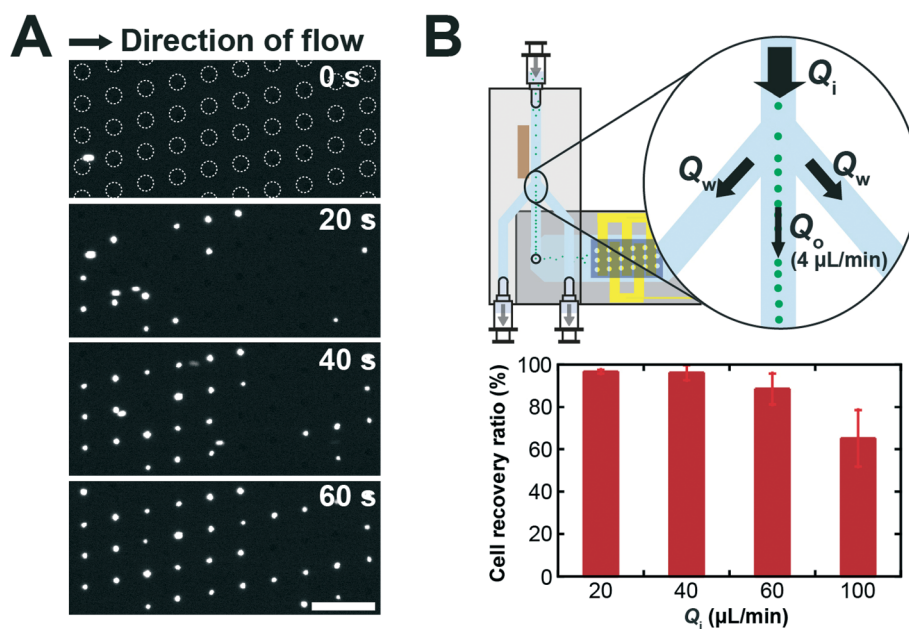 A
Direction of flow
0 s
20 s
40 s
60 s
B
Qi
Qw
Qw
Qo
(4 µL/min)
Cell recovery ratio (%)
100
80
60
40
20
0
20 40 60 100
Qi (µL/min)